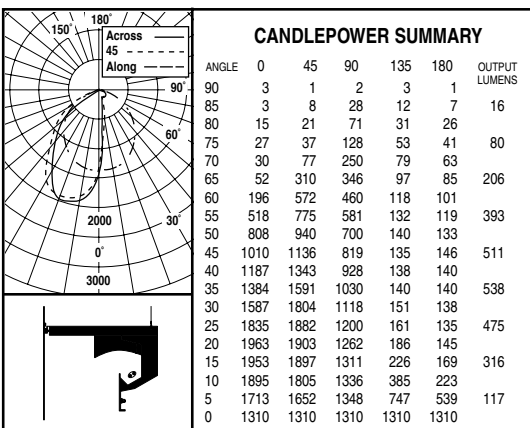 180°
150°
Across
45
Along
90°
60°
2000
30°
0°
3000
CANDLEPOWER SUMMARY
ANGLE 0 45 90 135 180 OUTPUT
LUMENS
90 3 1 2 3 1
85 3 8 28 12 7 16
80 15 21 71 31 26
75 27 37 128 53 41 80
70 30 77 250 79 63
65 52 310 346 97 85 206
60 196 572 460 118 101
55 518 775 581 132 119 393
50 808 940 700 140 133
45 1010 1136 819 135 146 511
40 1187 1343 928 138 140
35 1384 1591 1030 140 140 538
30 1587 1804 1118 151 138
25 1835 1882 1200 161 135 475
20 1963 1903 1262 186 145
15 1953 1897 1311 226 169 316
10 1895 1805 1336 385 223
5 1713 1652 1348 747 539 117
0 1310 1310 1310 1310 1310